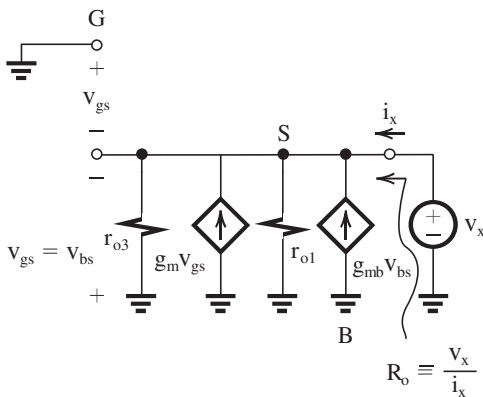 G
+
v_gs
−
S
i_x
−
v_gs = v_bs
r_o3
g_m v_gs
r_o1
g_mb v_bs
+
−
v_x
+
B
R_o ≡ v_x / i_x